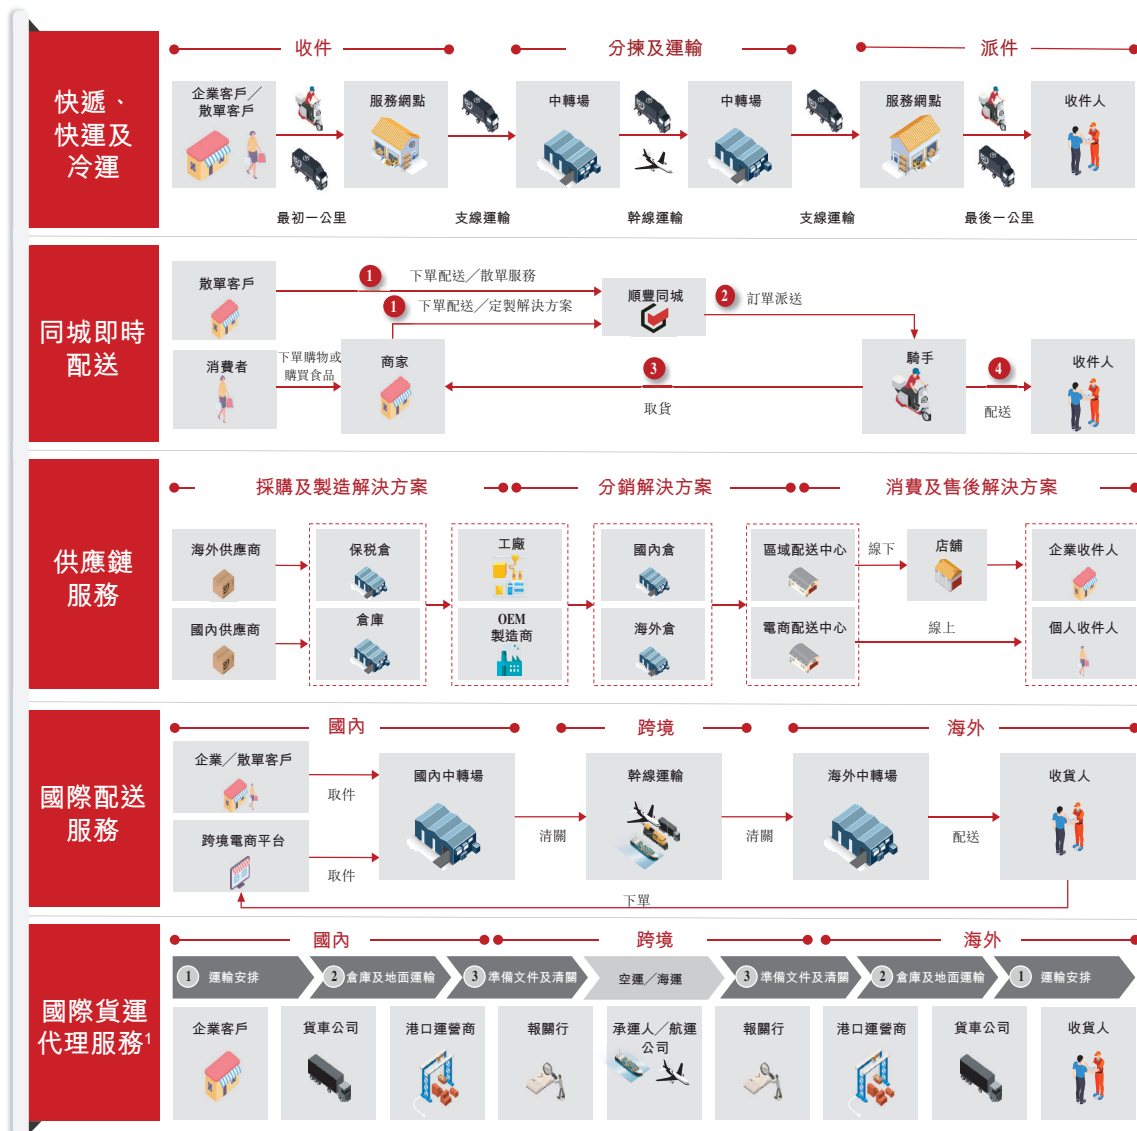 收件
分揀及運輸
派件
快遞、
快運及
冷運
企業客戶／
散單客戶
服務網點
中轉場
中轉場
服務網點
收件人
最初一公里
支線運輸
幹線運輸
支線運輸
最後一公里
同城即時
配送
散單客戶
1
下單配送／散單服務
1
下單配送／定製解決方案
順豐同城
2
訂單派送
消費者
下單購物或
購買食品
商家
3
取貨
騎手
4
配送
收件人
供應鏈
服務
採購及製造解決方案
分銷解決方案
消費及售後解決方案
海外供應商
保税倉
工廠
國內倉
區域配送中心
線下
店舖
企業收件人
國內供應商
倉庫
OEM
製造商
海外倉
電商配送中心
線上
個人收件人
國際配送
服務
國內
跨境
海外
企業／散單客戶
取件
跨境電商平台
取件
國內中轉場
清關
幹線運輸
清關
海外中轉場
配送
收貨人
下單
國際貨運
代理服務1
國內
跨境
海外
1 運輸安排
2 倉庫及地面運輸
3 準備文件及清關
空運／海運
3 準備文件及清關
2 倉庫及地面運輸
1 運輸安排
企業客戶
貨車公司
港口運營商
報關行
承運人／航運
公司
報關行
港口運營商
貨車公司
收貨人